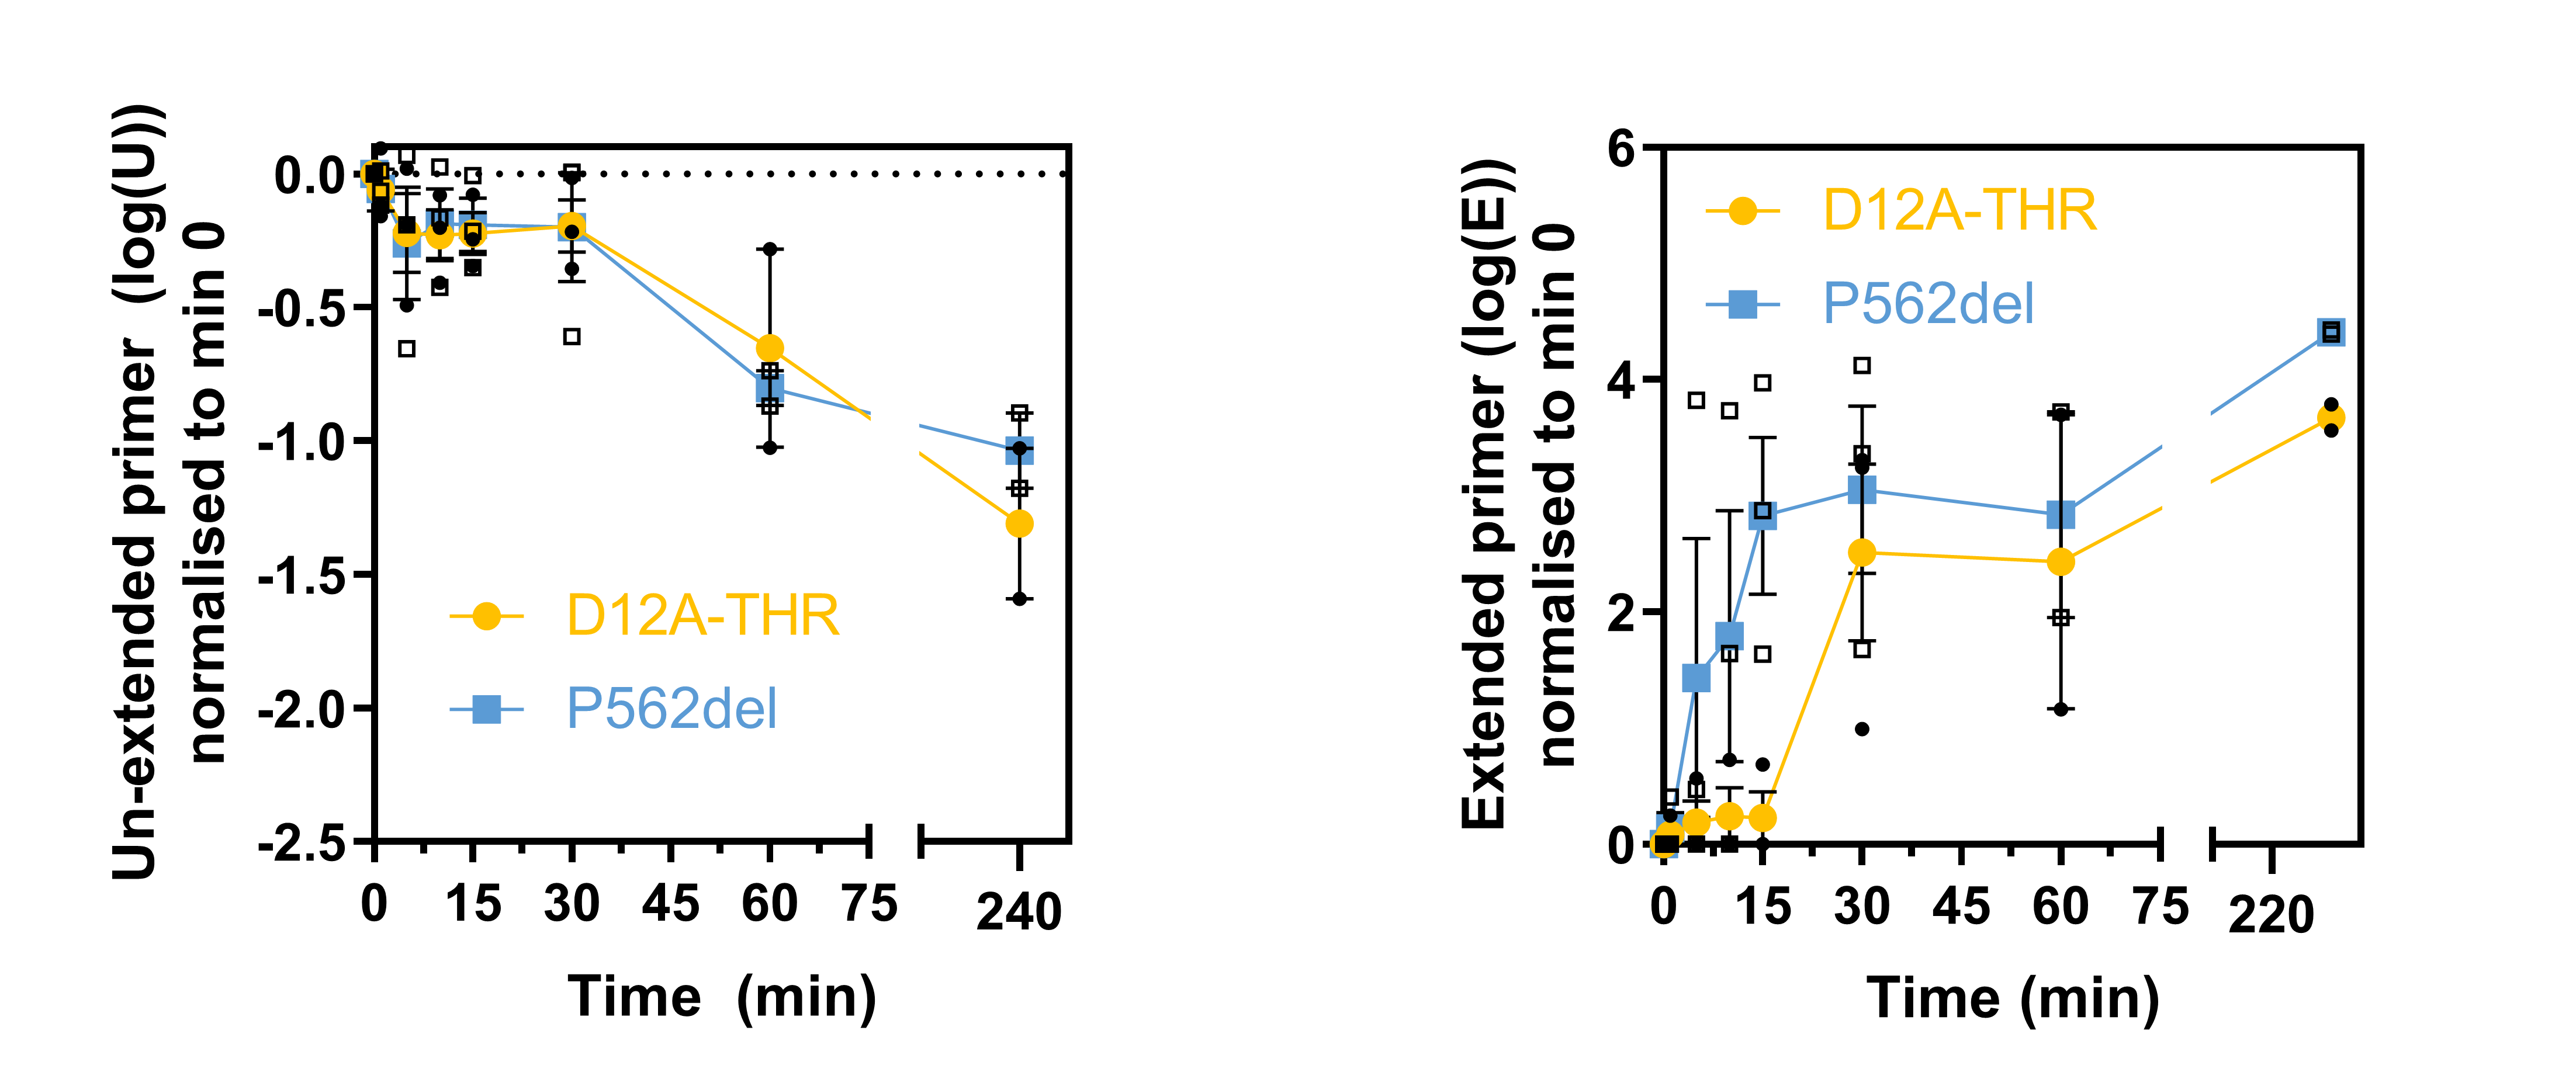 Un-extended primer (log(U))
normalised to min 0
0.0
-0.5
-1.0
-1.5
-2.0
-2.5
D12A-THR
P562del
0 15 30 45 60 75 240
Time (min)
Extended primer (log(E))
normalised to min 0
6
4
2
0
D12A-THR
P562del
0 15 30 45 60 75 220
Time (min)